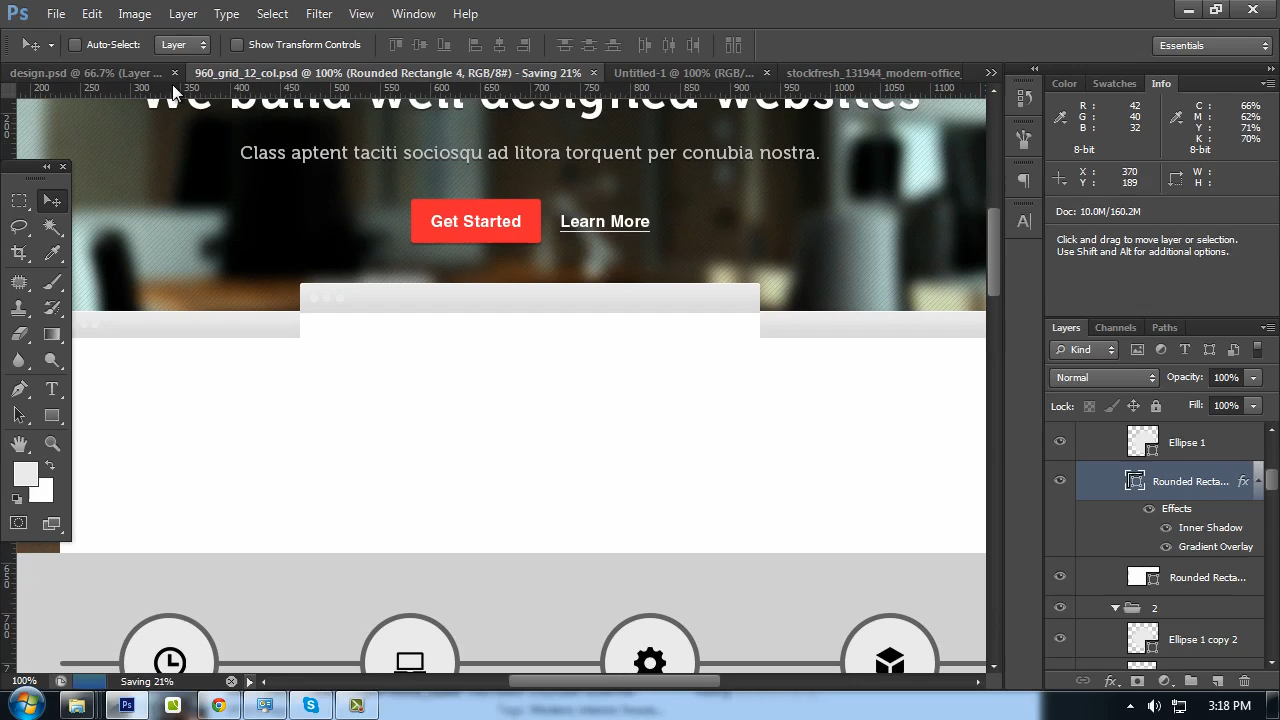 Ps File Edit Image Layer Type Select Filter View Window Help
Auto-Select: Layer Show Transform Controls Essentials
design.psd @ 66.7% (Layer ... × 960_grid_12_col.psd @ 100% (Rounded Rectangle 4, RGB/8#) - Saving 21% × Untitled-1 @ 100% (RGB/... × stockfresh_131944_modern-office_
200 250 300 350 400 450 500 550 600 650 700 750 800 850 900 950 1000 1050 1100
Color Swatches Info
R: 42 C: 66%
G: 40 M: 62%
B: 32 Y: 71%
K: 70%
8-bit 8-bit
X: 370 W:
Y: 189 H:
Doc: 10.0M/160.2M
Click and drag to move layer or selection.
Use Shift and Alt for additional options.
We build well designed websites
Class aptent taciti sociosqu ad litora torquent per conubia nostra.
Get Started Learn More
Layers Channels Paths
Kind
Normal Opacity: 100%
Lock: Fill: 100%
Ellipse 1
Rounded Recta... fx
Effects
Inner Shadow
Gradient Overlay
Rounded Recta...
2
Ellipse 1 copy 2
100% Saving 21%
Ps 3:18 PM